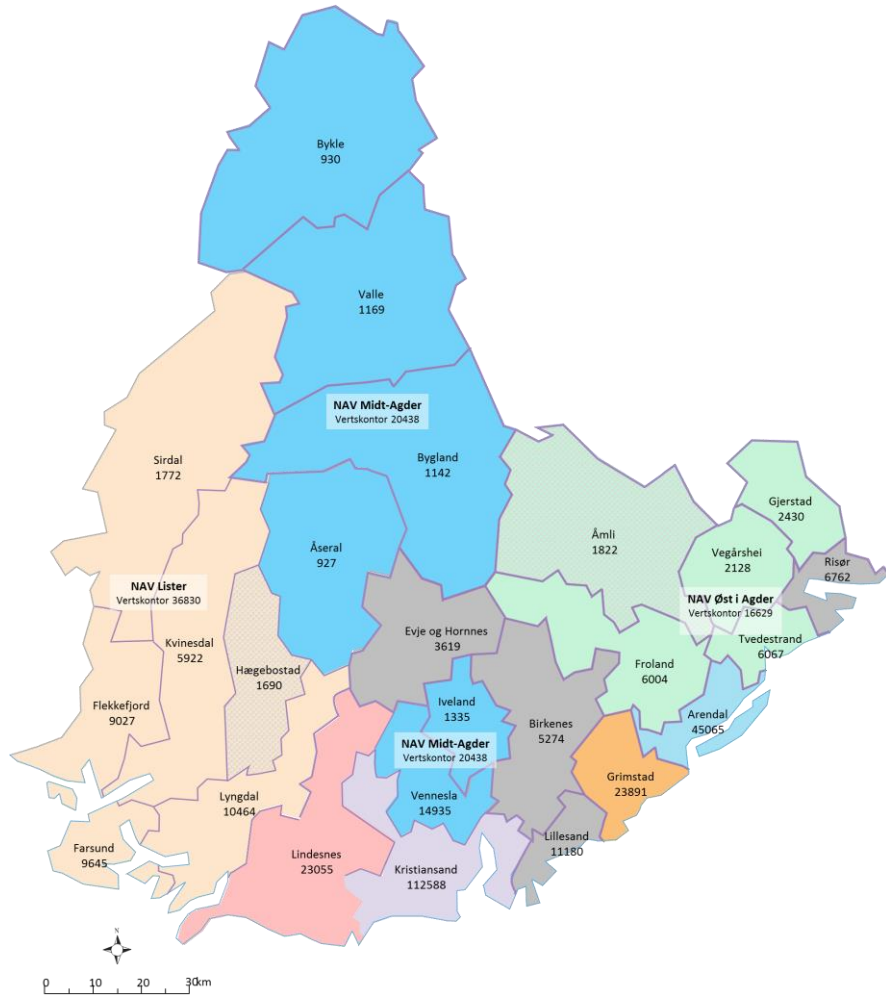 Bykle
930
Valle
1169
NAV Midt-Agder
Vertskontor 20438
Bygland
1142
Sirdal
1772
Gjerstad
2430
Åmli
1822
Åseral
927
Vegårshei
2128
Risør
6762
NAV Lister
Vertskontor 36830
NAV Øst i Agder
Vertskontor 16629
Evje og Hornnes
3619
Tvedestrand
6067
Kvinesdal
5922
Hægebostad
1690
Froland
6004
Flekkefjord
9027
Iveland
1335
Arendal
45065
Birkenes
5274
NAV Midt-Agder
Vertskontor 20438
Grimstad
23891
Lyngdal
10464
Vennesla
14935
Lillesand
11180
Farsund
9645
Lindesnes
23055
Kristiansand
112588
N
0 10 20 30 km